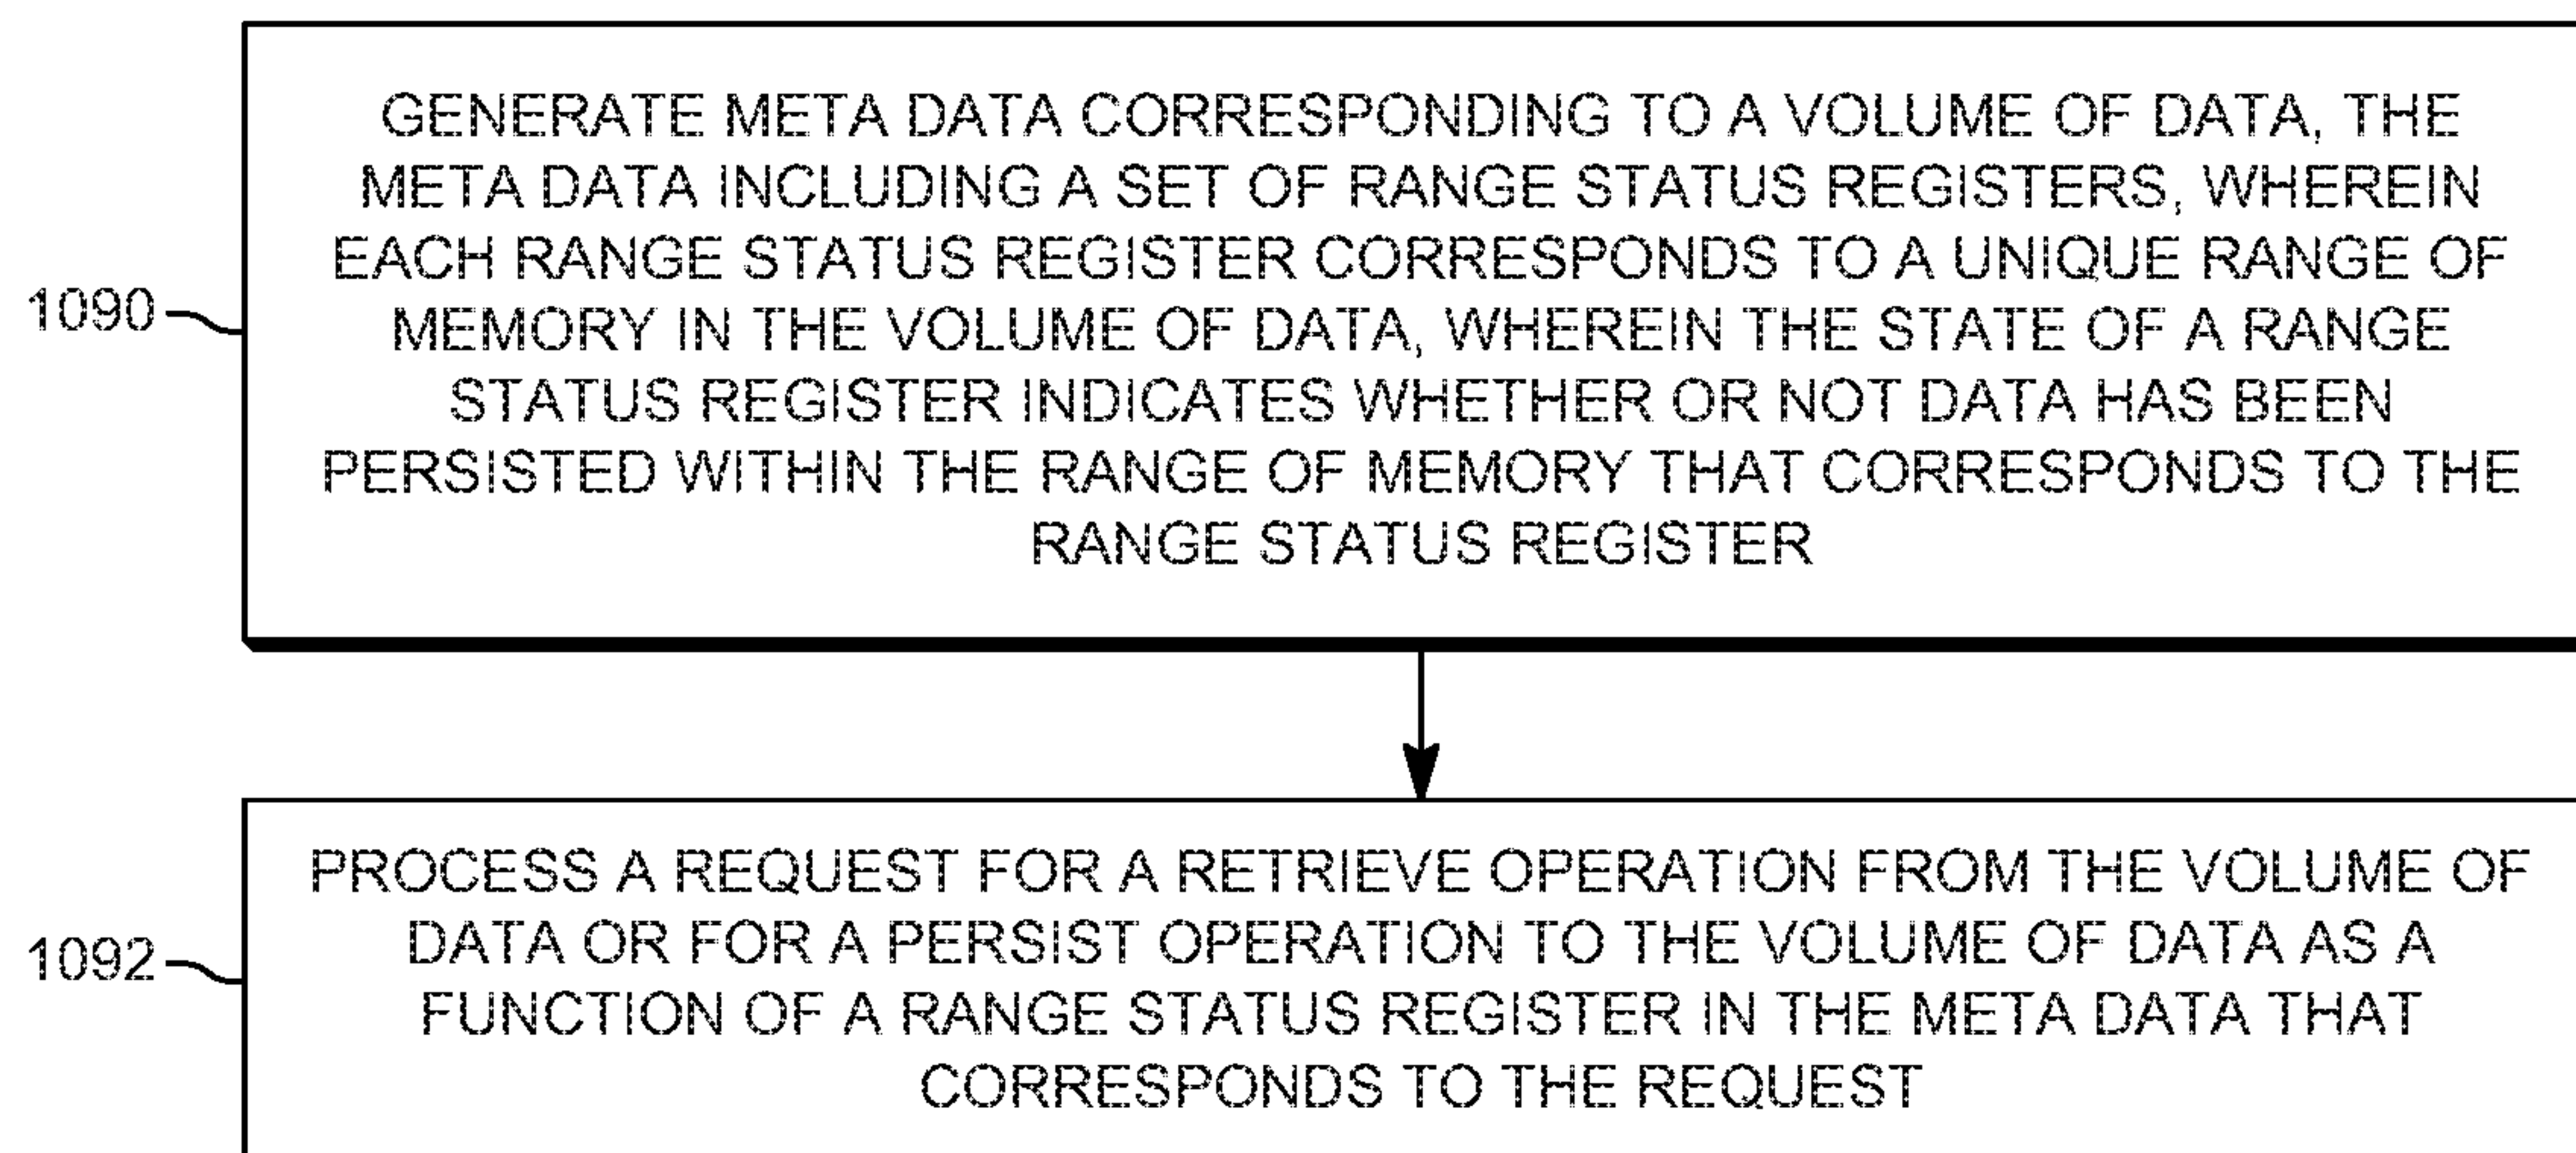 GENERATE META DATA CORRESPONDING TO A VOLUME OF DATA, THE
META DATA INCLUDING A SET OF RANGE STATUS REGISTERS, WHEREIN
EACH RANGE STATUS REGISTER CORRESPONDS TO A UNIQUE RANGE OF
1090
MEMORY IN THE VOLUME OF DATA, WHEREIN THE STATE OF A RANGE
STATUS REGISTER INDICATES WHETHER OR NOT DATA HAS BEEN
PERSISTED WITHIN THE RANGE OF MEMORY THAT CORRESPONDS TO THE
RANGE STATUS REGISTER
PROCESS A REQUEST FOR A RETRIEVE OPERATION FROM THE VOLUME OF
DATA OR FOR A PERSIST OPERATION TO THE VOLUME OF DATA AS A
1092
FUNCTION OF A RANGE STATUS REGISTER IN THE META DATA THAT
CORRESPONDS TO THE REQUEST